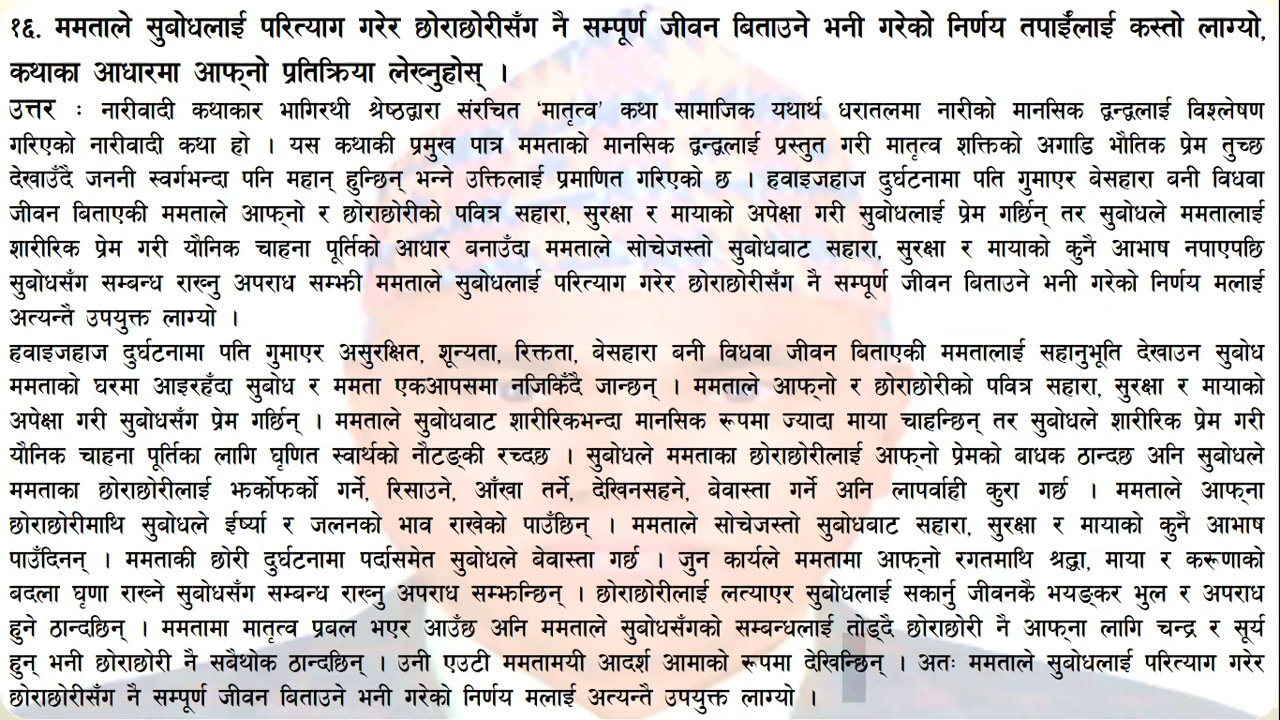 १६. ममताले सुबोधलाई परित्याग गरेर छोराछोरीसँग नै सम्पूर्ण जीवन बिताउने भनी गरेको निर्णय तपाईंलाई कस्तो लाग्यो,
कथाका आधारमा आफ्नो प्रतिक्रिया लेख्नुहोस् ।
उत्तर : नारीवादी कथाकार भागिरथी श्रेष्ठद्वारा संरचित ‘मातृत्व’ कथा सामाजिक यथार्थ धरातलमा नारीको मानसिक द्वन्द्वलाई विश्लेषण
गरिएको नारीवादी कथा हो । यस कथाकी प्रमुख पात्र ममताको मानसिक द्वन्द्वलाई प्रस्तुत गरी मातृत्व शक्तिको अगाडि भौतिक प्रेम तुच्छ
देखाउँदै जननी स्वर्गभन्दा पनि महान् हुन्छिन् भन्ने उक्तिलाई प्रमाणित गरिएको छ । हवाइजहाज दुर्घटनामा पति गुमाएर बेसहारा बनी विधवा
जीवन बिताएकी ममताले आफ्नो र छोराछोरीको पवित्र सहारा, सुरक्षा र मायाको अपेक्षा गरी सुबोधलाई प्रेम गर्छिन् तर सुबोधले ममतालाई
शारीरिक प्रेम गरी यौनिक चाहना पूर्तिको आधार बनाउँदा ममताले सोचेजस्तो सुबोधबाट सहारा, सुरक्षा र मायाको कुनै आभाष नपाएपछि
सुबोधसँग सम्बन्ध राख्नु अपराध सम्झी ममताले सुबोधलाई परित्याग गरेर छोराछोरीसँग नै सम्पूर्ण जीवन बिताउने भनी गरेको निर्णय मलाई
अत्यन्तै उपयुक्त लाग्यो ।
हवाइजहाज दुर्घटनामा पति गुमाएर असुरक्षित, शून्यता, रिक्तता, बेसहारा बनी विधवा जीवन बिताएकी ममतालाई सहानुभूति देखाउन सुबोध
ममताको घरमा आइरहँदा सुबोध र ममता एकआपसमा नजिकिँदै जान्छन् । ममताले आफ्नो र छोराछोरीको पवित्र सहारा, सुरक्षा र मायाको
अपेक्षा गरी सुबोधसँग प्रेम गर्छिन् । ममताले सुबोधबाट शारीरिकभन्दा मानसिक रूपमा ज्यादा माया चाहन्छिन् तर सुबोधले शारीरिक प्रेम गरी
यौनिक चाहना पूर्तिका लागि घृणित स्वार्थको नौटङ्की रच्दछ । सुबोधले ममताका छोराछोरीलाई आफ्नो प्रेमको बाधक ठान्दछ अनि सुबोधले
ममताका छोराछोरीलाई झर्कोफर्को गर्ने, रिसाउने, आँखा तर्ने, देखिनसहने, बेवास्ता गर्ने अनि लापर्वाही कुरा गर्छ । ममताले आफ्ना
छोराछोरीमाथि सुबोधले ईर्ष्या र जलनको भाव राखेको पाउँछिन् । ममताले सोचेजस्तो सुबोधबाट सहारा, सुरक्षा र मायाको कुनै आभाष
पाउँदिनन् । ममताकी छोरी दुर्घटनामा पर्दासमेत सुबोधले बेवास्ता गर्छ । जुन कार्यले ममतामा आफ्नो रगतमाथि श्रद्धा, माया र करूणाको
बदला घृणा राख्ने सुबोधसँग सम्बन्ध राख्नु अपराध सम्झन्छिन् । छोराछोरीलाई लत्याएर सुबोधलाई सकार्नु जीवनकै भयङ्कर भुल र अपराध
हुने ठान्दछिन् । ममतामा मातृत्व प्रबल भएर आउँछ अनि ममताले सुबोधसँगको सम्बन्धलाई तोड्दै छोराछोरी नै आफ्ना लागि चन्द्र र सूर्य
हुन् भनी छोराछोरी नै सबैथोक ठान्दछिन् । उनी एउटी ममतामयी आदर्श आमाको रूपमा देखिन्छिन् । अतः ममताले सुबोधलाई परित्याग गरेर
छोराछोरीसँग नै सम्पूर्ण जीवन बिताउने भनी गरेको निर्णय मलाई अत्यन्तै उपयुक्त लाग्यो ।